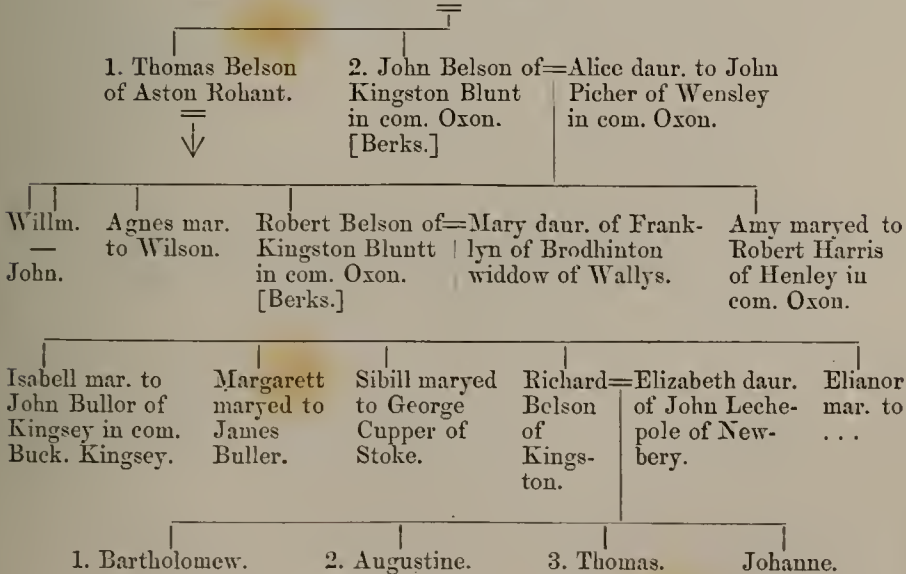 1. Thomas Belson
of Aston Rohant.
2. John Belson of=Alice daur. to John
Kingston Blunt Picher of Wensley
in com. Oxon. in com. Oxon.
[Berks.]
Willm.
—
John.
Agnes mar.
to Wilson.
Robert Belson of=Mary daur. of Frank-
Kingston Bluntt lyn of Brodhinton
in com. Oxon. widdow of Wallys.
[Berks.]
Amy maryed to
Robert Harris
of Henley in
com. Oxon.
Isabell mar. to
John Bullor of
Kingsey in com.
Buck. Kingsey.
Margarett
maryed to
James
Buller.
Sibill maryed
to George
Cupper of
Stoke.
Richard=Elizabeth daur.
Belson of John Leche-
of pole of New-
Kings- bery.
ton.
Elianor
mar. to
. . .
1. Bartholomew. 2. Augustine. 3. Thomas. Johanne.